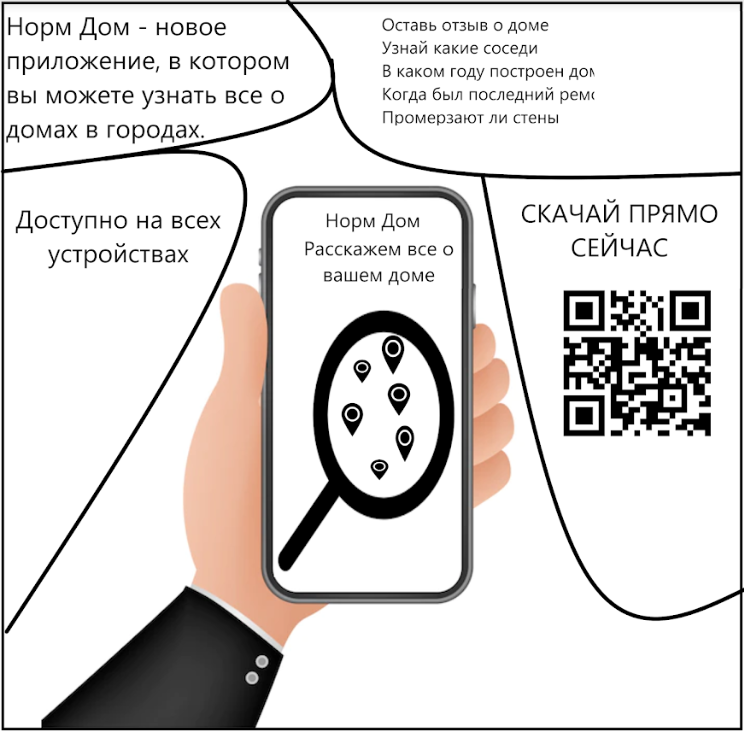 Норм Дом - новое
приложение, в котором
вы можете узнать все о
домах в городах.
Оставь отзыв о доме
Узнай какие соседи
В каком году построен дом
Когда был последний
Промерзают ли стены
Доступно на всех
устройствах
Норм Дом
Расскажем все о
вашем доме
СКАЧАЙ ПРЯМО
СЕЙЧАС